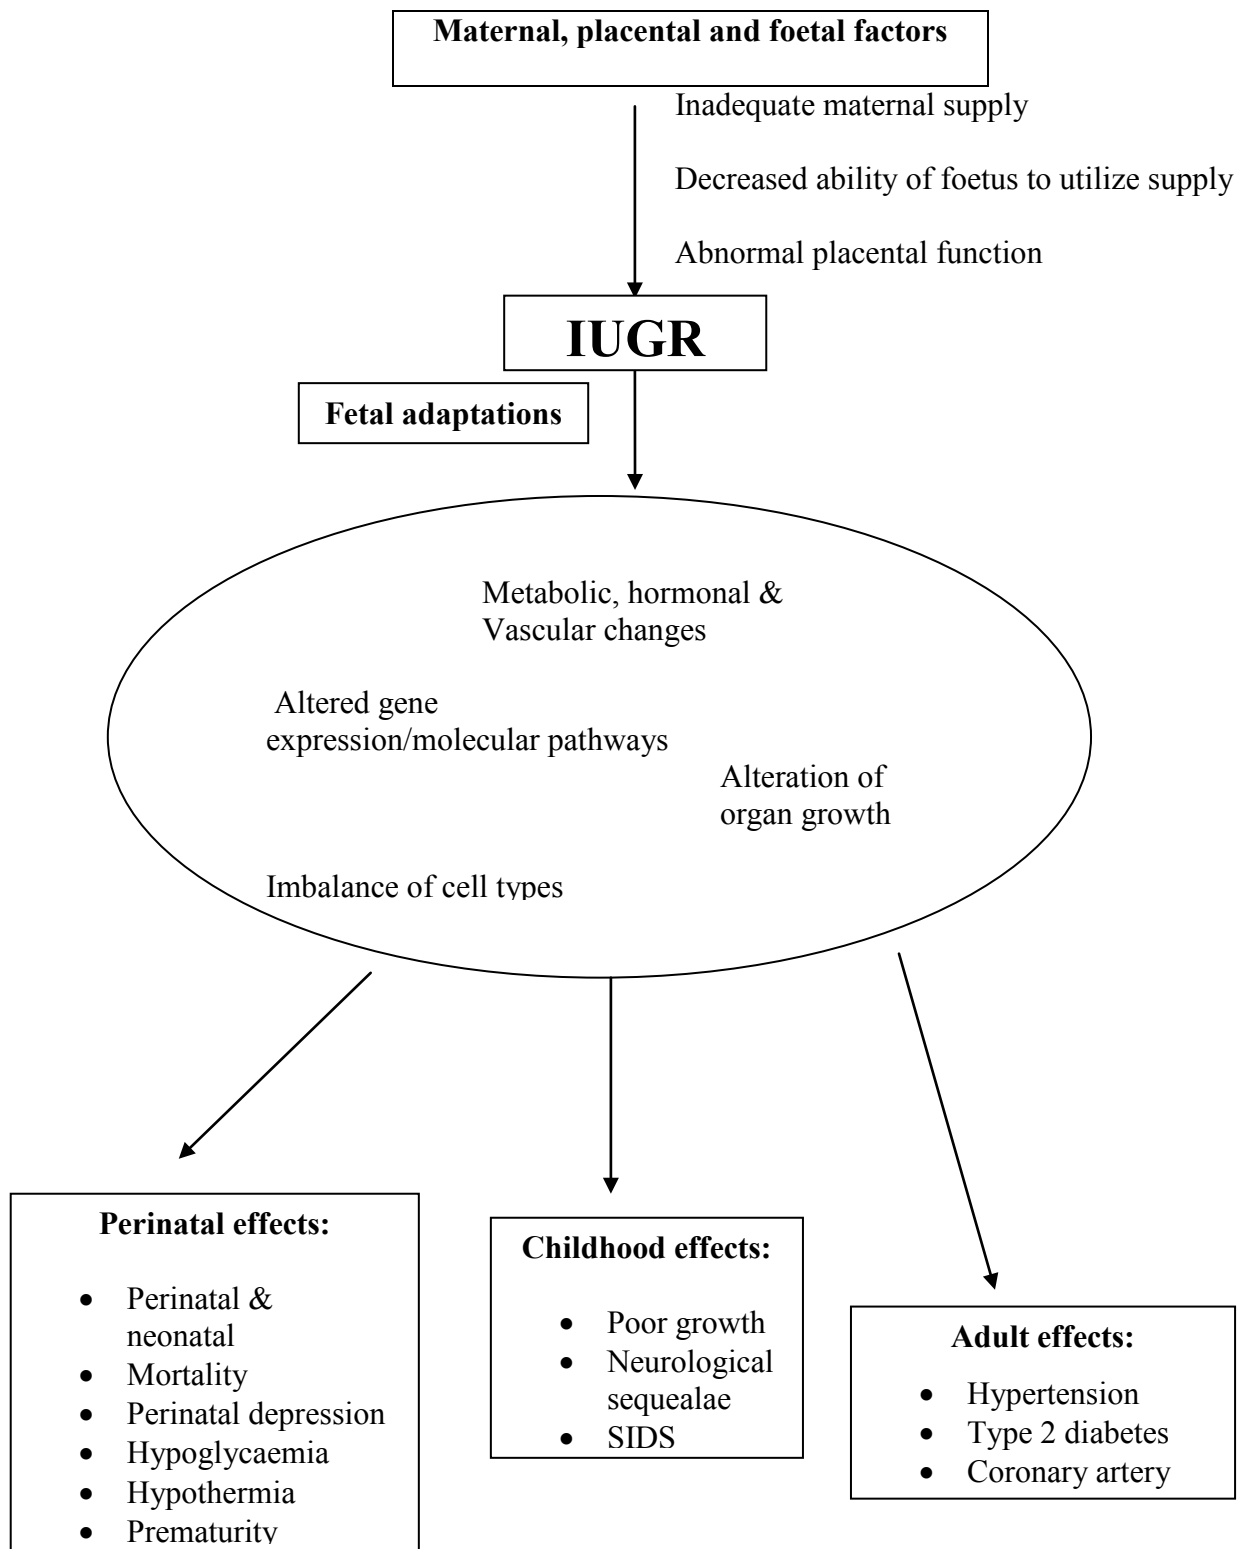 Maternal, placental and foetal factors
Inadequate maternal supply
Decreased ability of foetus to utilize supply
Abnormal placental function
IUGR
Fetal adaptations
Metabolic, hormonal &
Vascular changes
Altered gene
expression/molecular pathways
Alteration of
organ growth
Imbalance of cell types
Perinatal effects:
• Perinatal &
neonatal
• Mortality
• Perinatal depression
• Hypoglycaemia
• Hypothermia
• Prematurity
Childhood effects:
• Poor growth
• Neurological
sequealae
• SIDS
Adult effects:
• Hypertension
• Type 2 diabetes
• Coronary artery